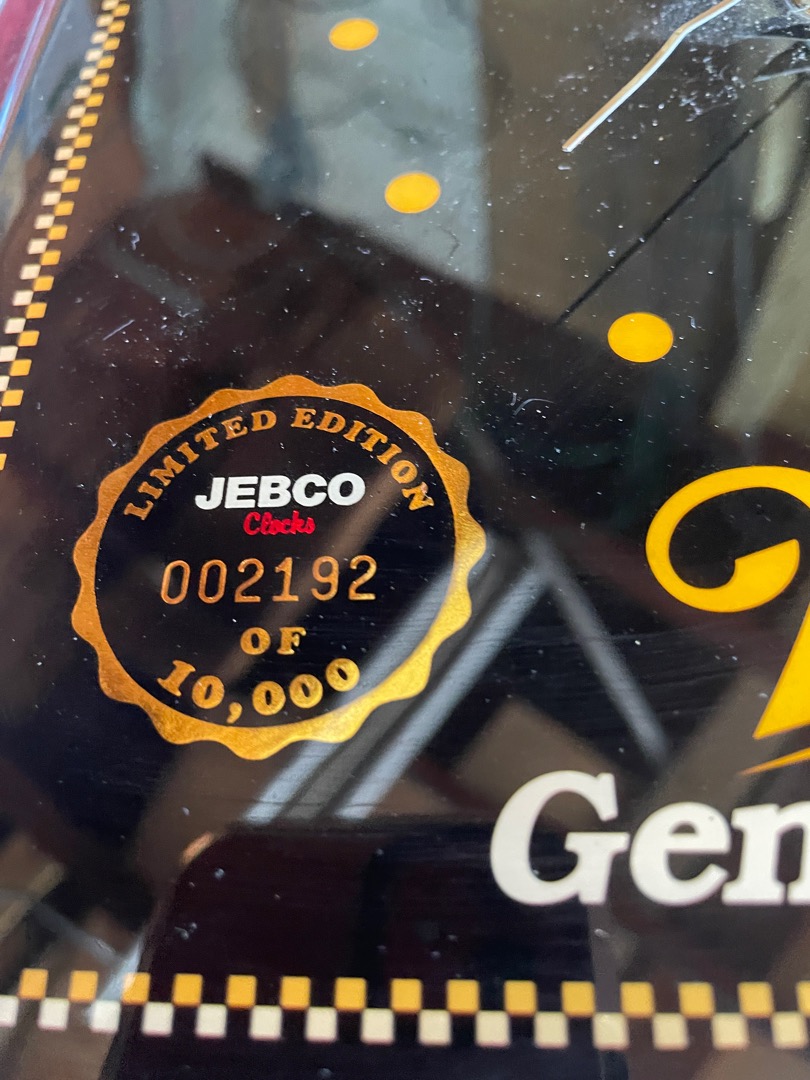 LIMITED EDITION
JEBCO
Clocks
002192
OF
10,000
Gen